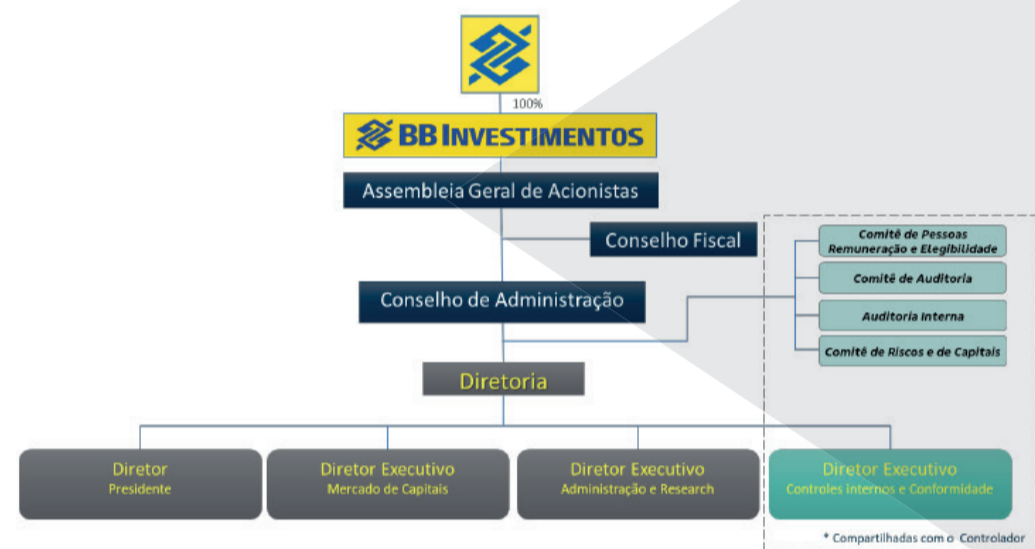 100%
BB INVESTIMENTOS
Assembleia Geral de Acionistas
Conselho Fiscal
Comitê de Pessoas
Remuneração e Elegibilidade
Comitê de Auditoria
Conselho de Administração
Auditoria Interna
Comitê de Riscos e de Capitais
Diretoria
Diretor
Presidente
Diretor Executivo
Mercado de Capitais
Diretor Executivo
Administração e Research
Diretor Executivo
Controles Internos e Conformidade
* Compartilhadas com o Controlador